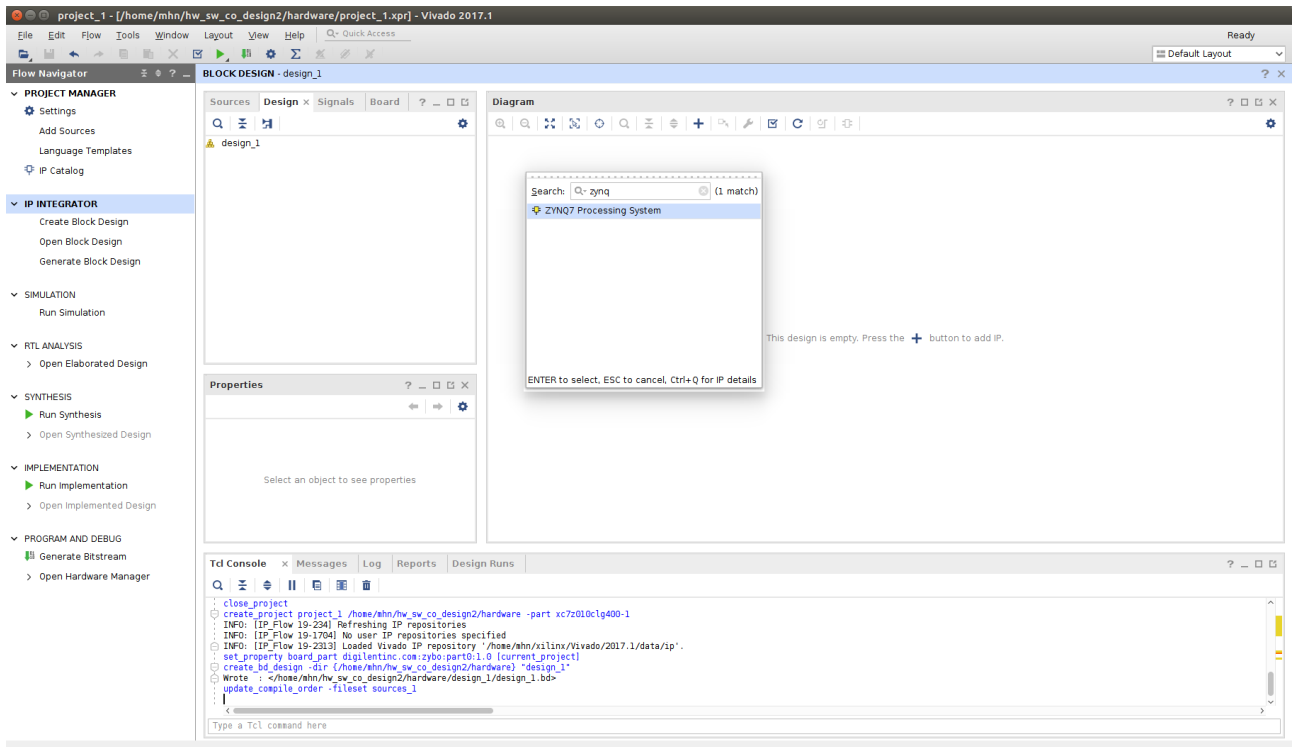 project_1 - [/home/mhn/hw_sw_co_design2/hardware/project_1.xpr] - Vivado 2017.1
File Edit Flow Tools Window Layout View Help Quick Access
Ready
Default Layout
Flow Navigator
PROJECT MANAGER
Settings
Add Sources
Language Templates
IP Catalog
IP INTEGRATOR
Create Block Design
Open Block Design
Generate Block Design
SIMULATION
Run Simulation
RTL ANALYSIS
Open Elaborated Design
SYNTHESIS
Run Synthesis
Open Synthesized Design
IMPLEMENTATION
Run Implementation
Open Implemented Design
PROGRAM AND DEBUG
Generate Bitstream
Open Hardware Manager
BLOCK DESIGN - design_1
Sources Design Signals Board
design_1
Properties
Select an object to see properties
Diagram
Search: zynq (1 match)
ZYNQ7 Processing System
ENTER to select, ESC to cancel, Ctrl+Q for IP details
This design is empty. Press the + button to add IP.
Tcl Console Messages Log Reports Design Runs
close_project
create_project project_1 /home/mhn/hw_sw_co_design2/hardware -part xc7z010clg400-1
INFO: [IP_Flow 19-234] Refreshing IP repositories
INFO: [IP_Flow 19-1704] No user IP repositories specified
INFO: [IP_Flow 19-2313] Loaded Vivado IP repository '/home/mhn/xilinx/Vivado/2017.1/data/ip'.
set_property board_part digilentinc.com:zybo:part0:1.0 [current_project]
create_bd_design -dir {/home/mhn/hw_sw_co_design2/hardware} "design_1"
Wrote : </home/mhn/hw_sw_co_design2/hardware/design_1/design_1.bd>
update_compile_order -fileset sources_1
Type a Tcl command here